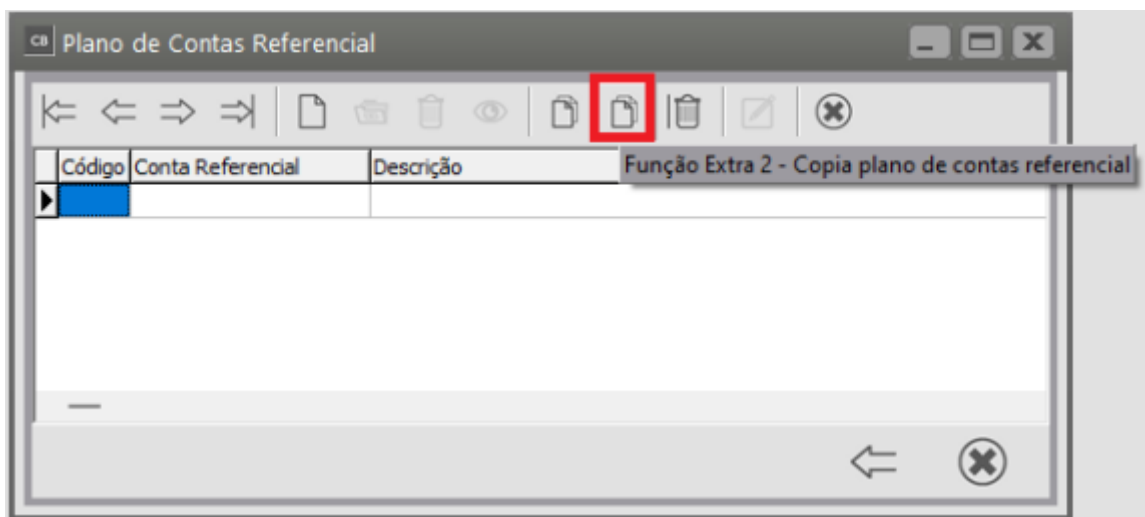 CB Plano de Contas Referencial
Função Extra 2 - Copia plano de contas referencial
Código Conta Referencial Descrição